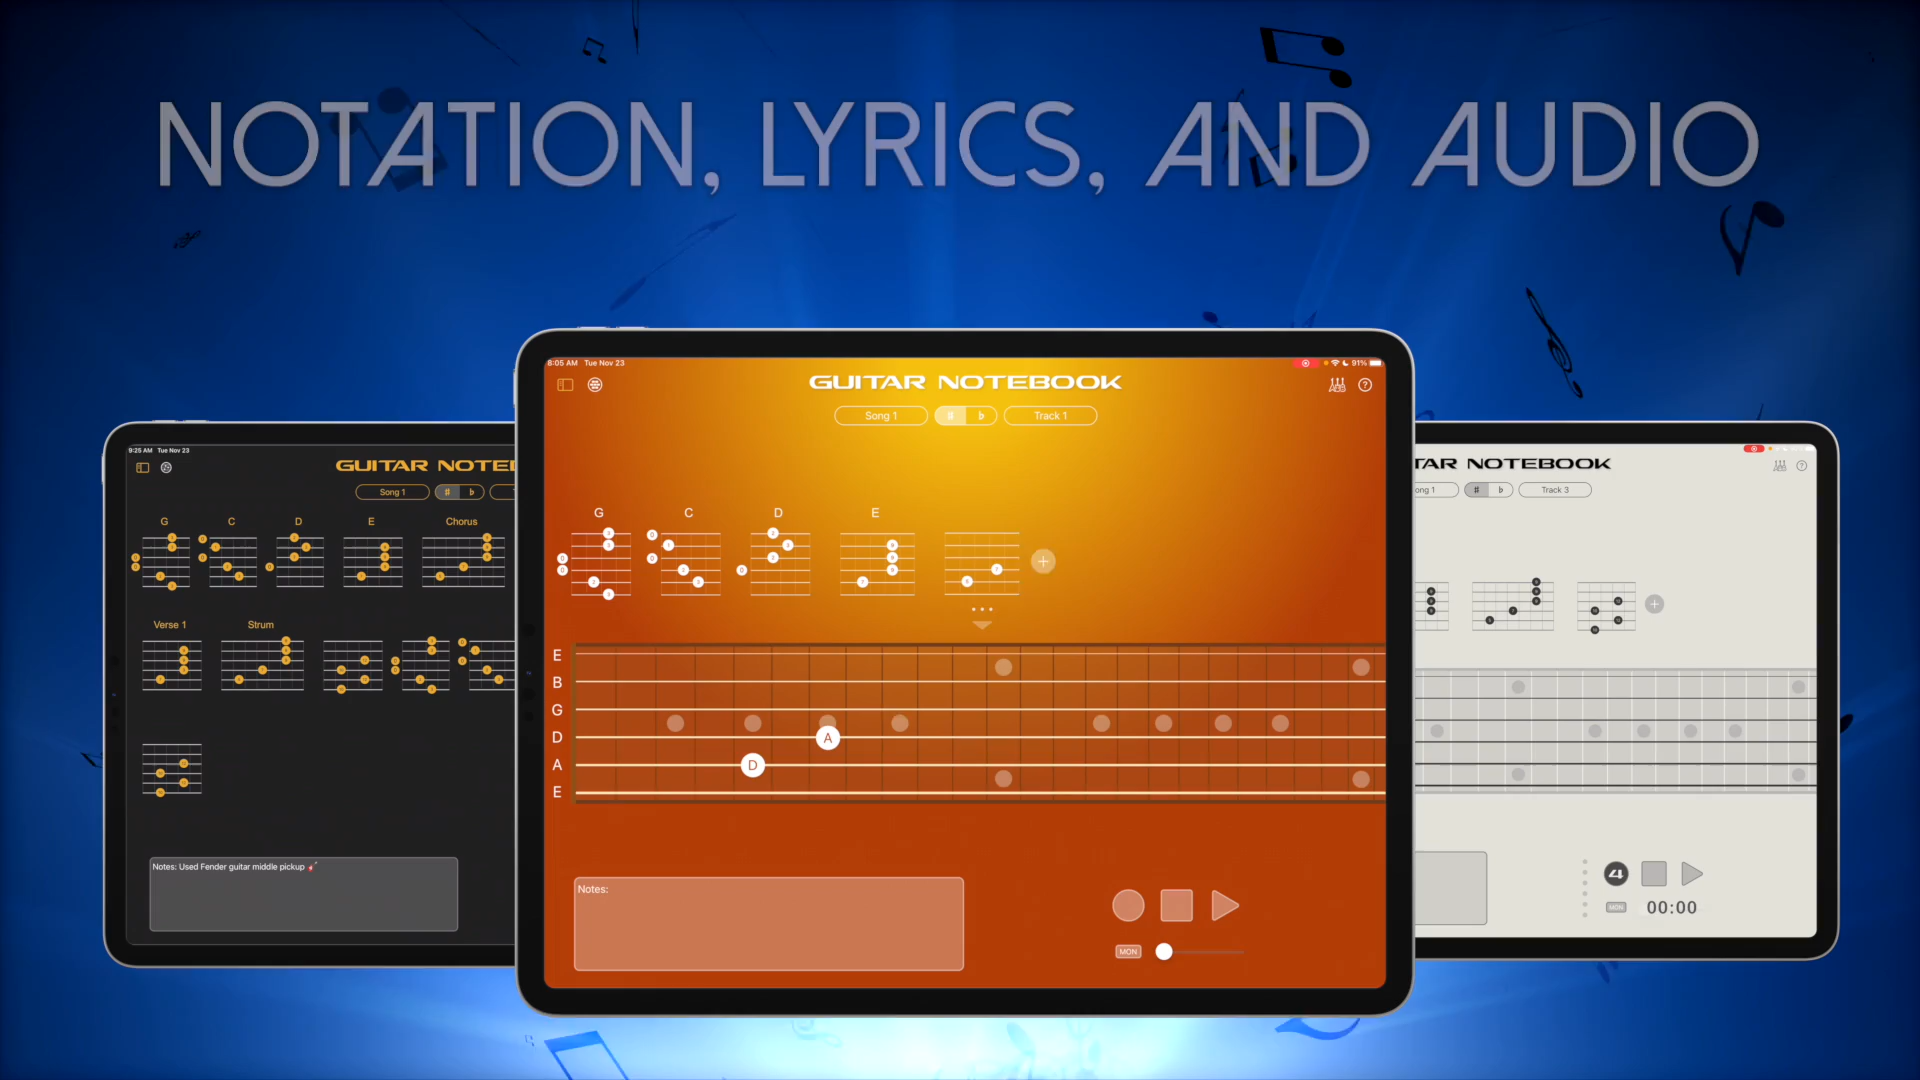 NOTATION, LYRICS, AND AUDIO
9:25 AM Tue Nov 23
GUITAR NOTE
Song 1 # ♭
G C D E Chorus
Verse 1 Strum
Notes: Used Fender guitar middle pickup 🎸
8:05 AM Tue Nov 23
91%
GUITAR NOTEBOOK
Song 1 # ♭ Track 1
G C D E
E
B
G
D A
A D
E
Notes:
MON
TAR NOTEBOOK
ong 1 # ♭ Track 3
4
MON 00:00